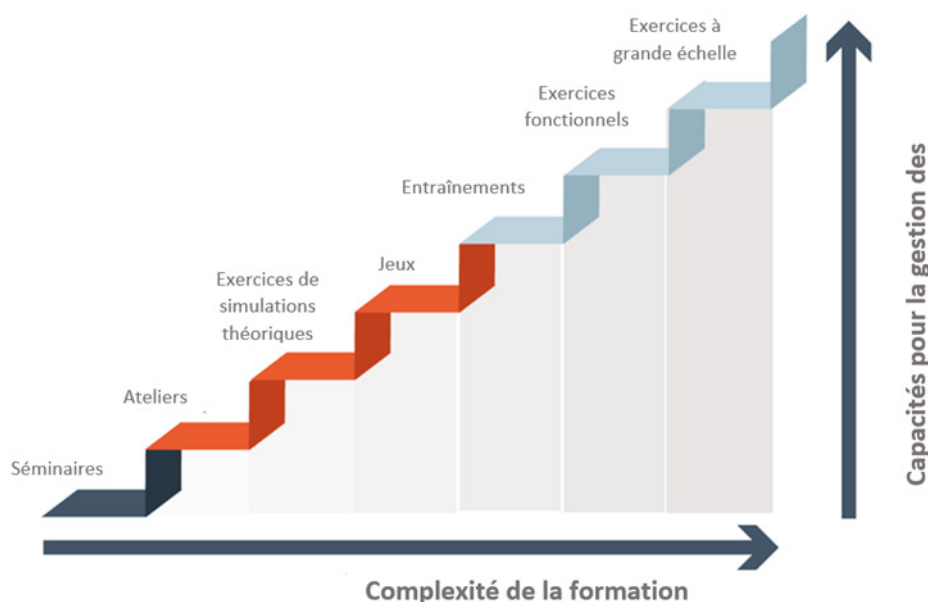 Exercices à
grande échelle
Exercices
fonctionnels
Entraînements
Jeux
Exercices de
simulations
théoriques
Ateliers
Séminaires
Capacités pour la gestion des
Complexité de la formation